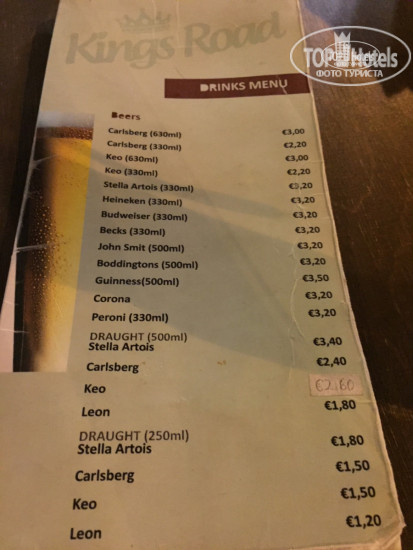 Kings Road
TOP Hotels
ФОТО ТУРИСТА
DRINKS MENU
Beers
Carlsberg (630ml) €3,00
Carlsberg (330ml) €2,20
Keo (630ml) €3,00
Keo (330ml) €2,20
Stella Artois (330ml) €3,20
Heineken (330ml) €3,20
Budweiser (330ml) €3,20
Becks (330ml) €3,20
John Smit (500ml) €3,20
Boddingtons (500ml) €3,20
Guinness(500ml) €3,50
Corona €3,20
Peroni (330ml) €3,20
DRAUGHT (500ml)
Stella Artois €3,40
Carlsberg €2,40
Keo €2,80
Leon €1,80
DRAUGHT (250ml)
Stella Artois €1,80
Carlsberg €1,50
Keo €1,50
Leon €1,20